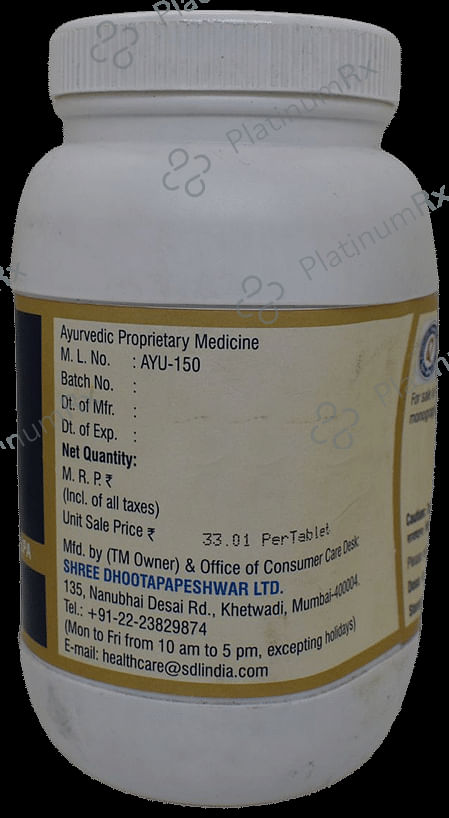 PlatinumRx
PlatinumRx
PlatinumRx
Ayurvedic Proprietary Medicine
M. L. No. : AYU-150
Batch No. :
Dt. of Mfr. :
Dt. of Exp. :
Net Quantity:
M. R. P. ₹
(Incl. of all taxes)
Unit Sale Price ₹ 33.01 PerTablet
Mfd. by (TM Owner) & Office of Consumer Care Desk:
SHREE DHOOTAPAPESHWAR LTD.
135, Nanubhai Desai Rd., Khetwadi, Mumbai-400004.
Tel.: +91-22-23829874
(Mon to Fri from 10 am to 5 pm, excepting holidays)
E-mail: healthcare@sdlindia.com
For sale
monograp
Caution: